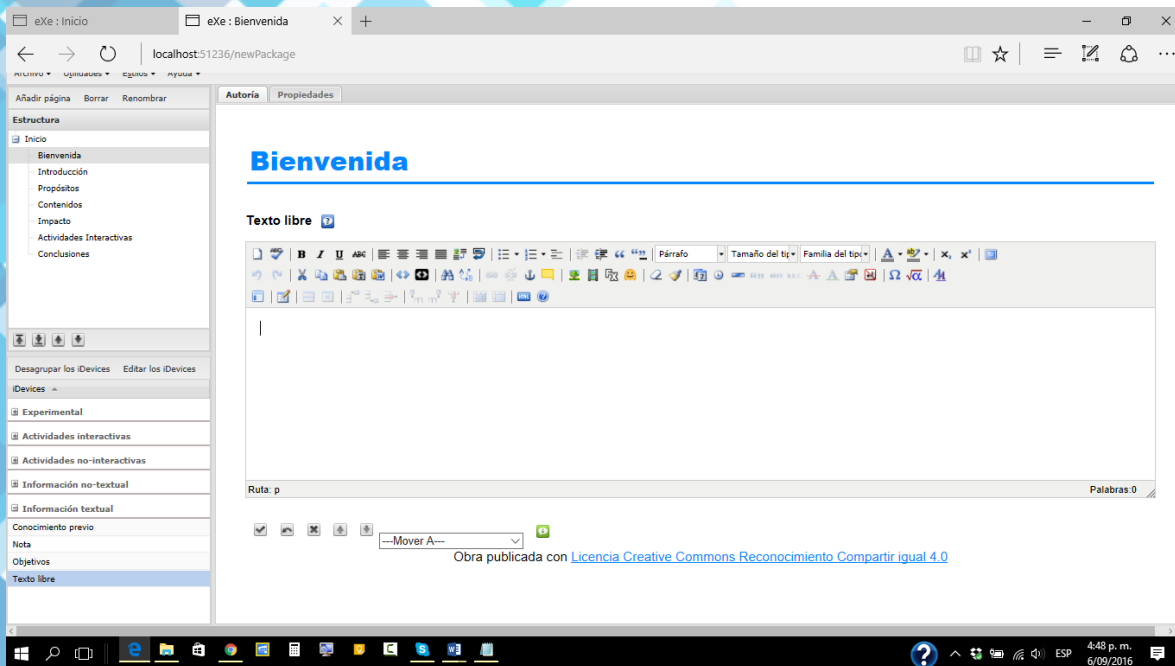 eXe : Inicio
eXe : Bienvenida
localhost:51236/newPackage
Archivo Utilidades Estilos Ayuda
Añadir página Borrar Renombrar
Autoría Propiedades
Estructura
Inicio
Bienvenida
Introducción
Propósitos
Contenidos
Impacto
Actividades Interactivas
Conclusiones
Desagrupar los iDevices Editar los iDevices
iDevices
Experimental
Actividades interactivas
Actividades no-interactivas
Información no-textual
Información textual
Conocimiento previo
Nota
Objetivos
Texto libre
Bienvenida
Texto libre
B I U ABC Párrafo Tamaño del tip Familia del tipo A ab x, x²
HTML
Ruta: p Palabras:0
---Mover A---
Obra publicada con Licencia Creative Commons Reconocimiento Compartir igual 4.0
ESP
4:48 p. m.
6/09/2016